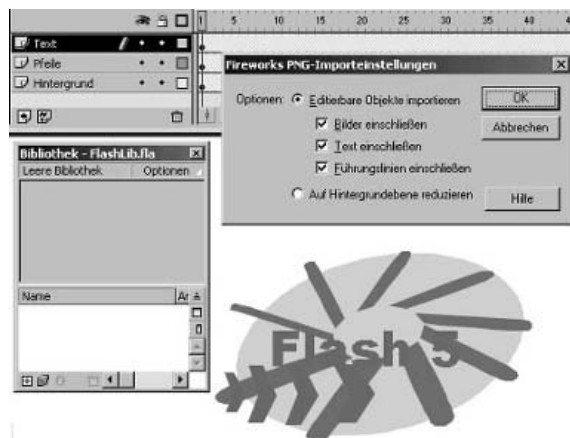 1 5 10 15 20 25 30 35 40
Text
Pfeile
Hintergrund
Fireworks PNG-Importeinstellungen
Optionen: Editierbare Objekte importieren
OK
Bilder einschließen
Abbrechen
Text einschließen
Führungslinien einschließen
Auf Hintergrundebene reduzieren
Hilfe
Bibliothek - FlashLib.fla
Leere Bibliothek Optionen
Name Ar
Flash 5